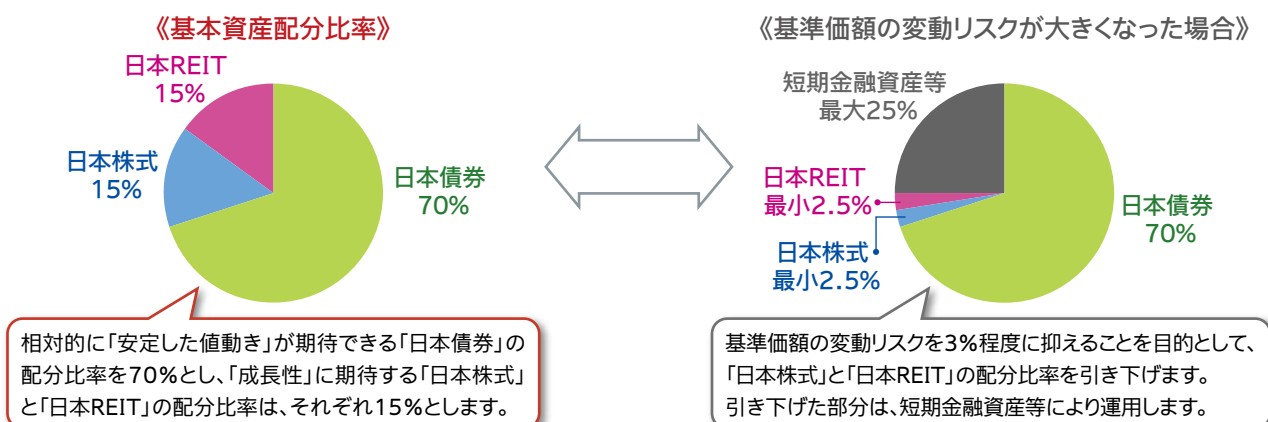 《基本資産配分比率》
日本REIT
15%
日本株式
15%
日本債券
70%
相対的に「安定した値動き」が期待できる「日本債券」の
配分比率を70%とし、「成長性」に期待する「日本株式」
と「日本REIT」の配分比率は、それぞれ15%とします。
《基準価額の変動リスクが大きくなった場合》
短期金融資産等
最大25%
日本REIT
最小2.5%
日本株式
最小2.5%
日本債券
70%
基準価額の変動リスクを3%程度に抑えることを目的として、
「日本株式」と「日本REIT」の配分比率を引き下げます。
引き下げた部分は、短期金融資産等により運用します。